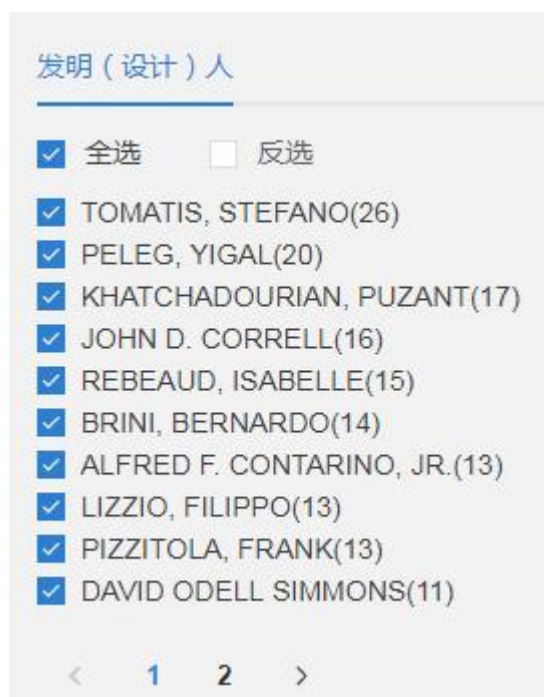 发明（设计）人
全选 反选
TOMATIS, STEFANO(26)
PELEG, YIGAL(20)
KHATCHADOURIAN, PUZANT(17)
JOHN D. CORRELL(16)
REBEAUD, ISABELLE(15)
BRINI, BERNARDO(14)
ALFRED F. CONTARINO, JR.(13)
LIZZIO, FILIPPO(13)
PIZZITOLA, FRANK(13)
DAVID ODELL SIMMONS(11)
< 1 2 >